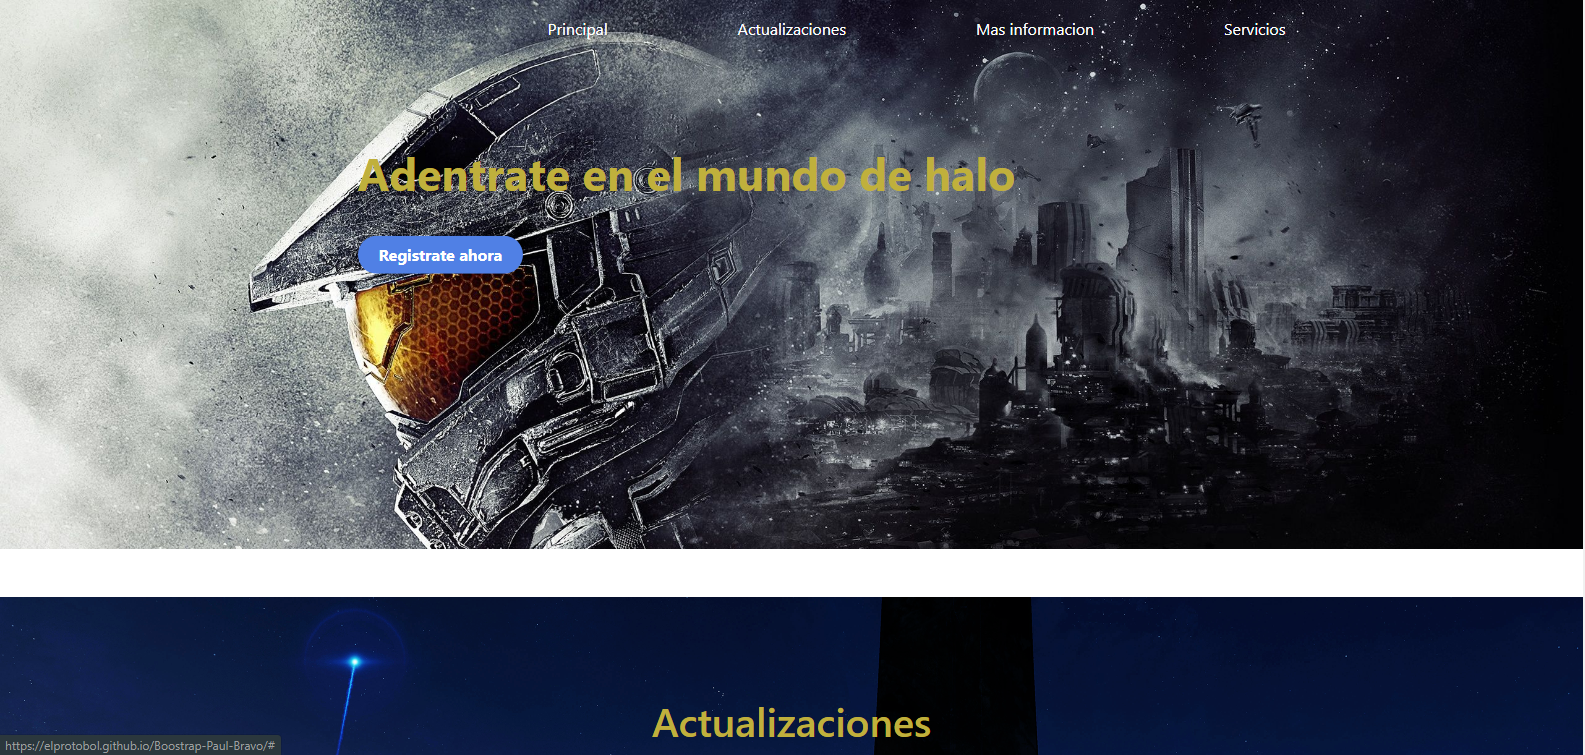 Principal Actualizaciones Mas informacion Servicios
Adentrate en el mundo de halo
Registrate ahora
Actualizaciones
https://elprotobol.github.io/Boostrap-Paul-Bravo/#